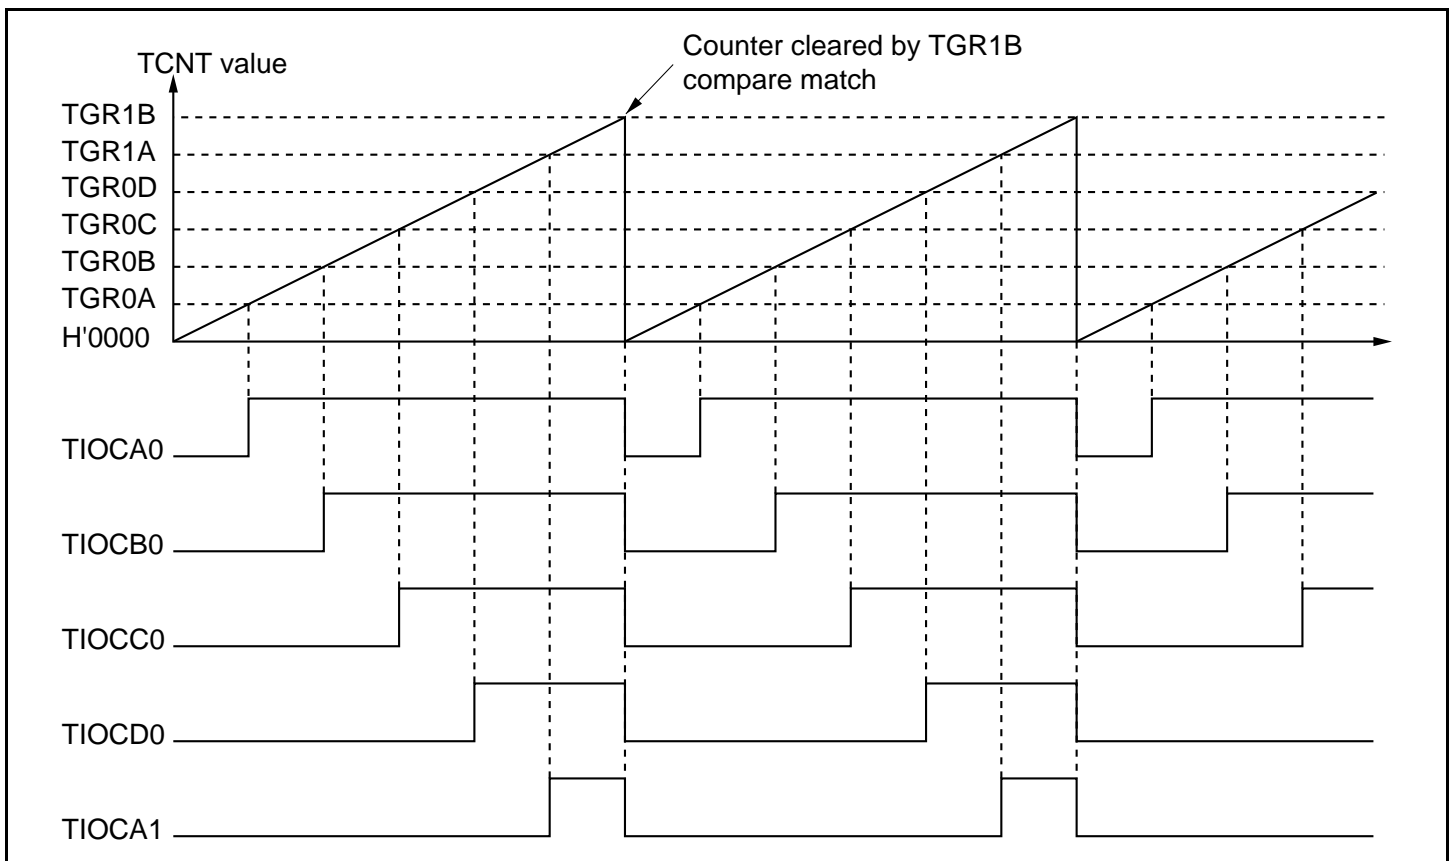 Counter cleared by TGR1B
compare match
TCNT value
TGR1B
TGR1A
TGR0D
TGR0C
TGR0B
TGR0A
H'0000
TIOCA0
TIOCB0
TIOCC0
TIOCD0
TIOCA1